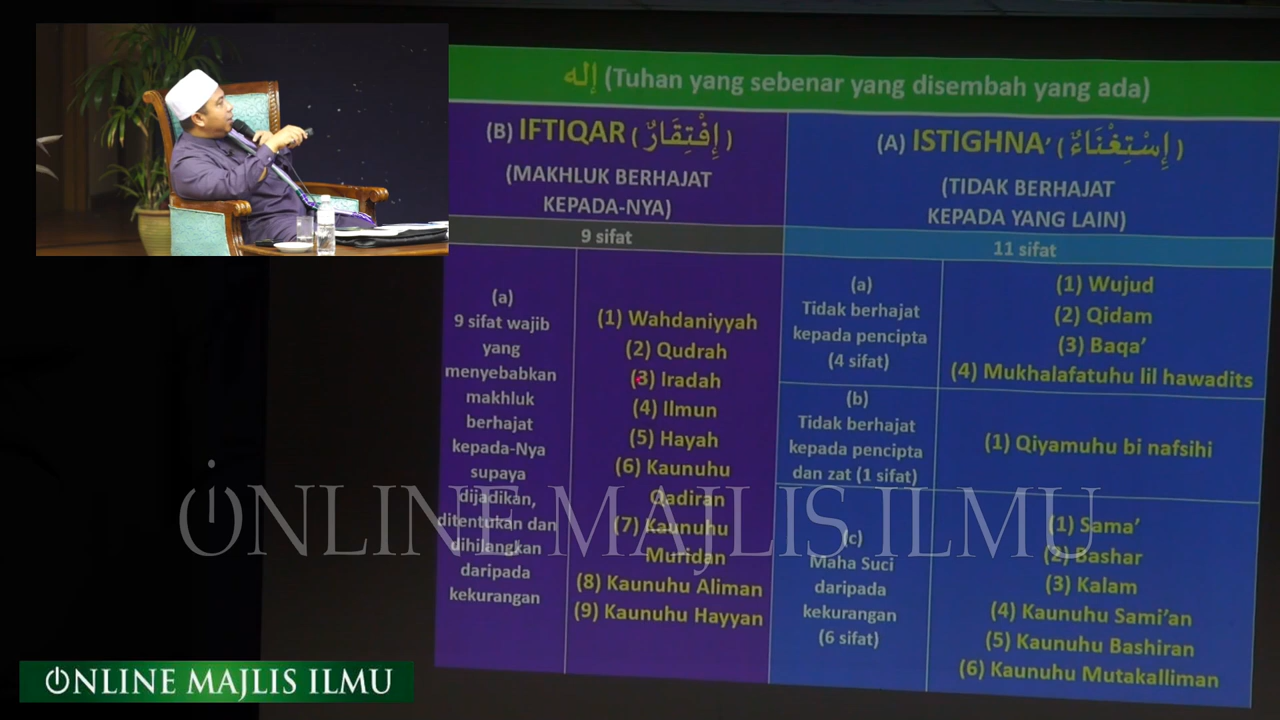 إله (Tuhan yang sebenar yang disembah yang ada)
(B) IFTIQAR (إِفْتِقَارٌ)
(MAKHLUK BERHAJAT
KEPADA-NYA)
(A) ISTIGHNA’ (إِسْتِغْنَاءٌ)
(TIDAK BERHAJAT
KEPADA YANG LAIN)
9 sifat
11 sifat
(a)
9 sifat wajib
yang
menyebabkan
makhluk
berhajat
kepada-Nya
supaya
dijadikan,
ditentukan dan
dihilangkan
daripada
kekurangan
(1) Wahdaniyyah
(2) Qudrah
(3) Iradah
(4) Ilmun
(5) Hayah
(6) Kaunuhu
Qadiran
(7) Kaunuhu
Muridan
(8) Kaunuhu Aliman
(9) Kaunuhu Hayyan
(a)
Tidak berhajat
kepada pencipta
(4 sifat)
(1) Wujud
(2) Qidam
(3) Baqa’
(4) Mukhalafatuhu lil hawadits
(b)
Tidak berhajat
kepada pencipta
dan zat (1 sifat)
(1) Qiyamuhu bi nafsihi
(c)
Maha Suci
daripada
kekurangan
(6 sifat)
(1) Sama’
(2) Bashar
(3) Kalam
(4) Kaunuhu Sami’an
(5) Kaunuhu Bashiran
(6) Kaunuhu Mutakalliman
ONLINE MAJLIS ILMU
ONLINE MAJLIS ILMU